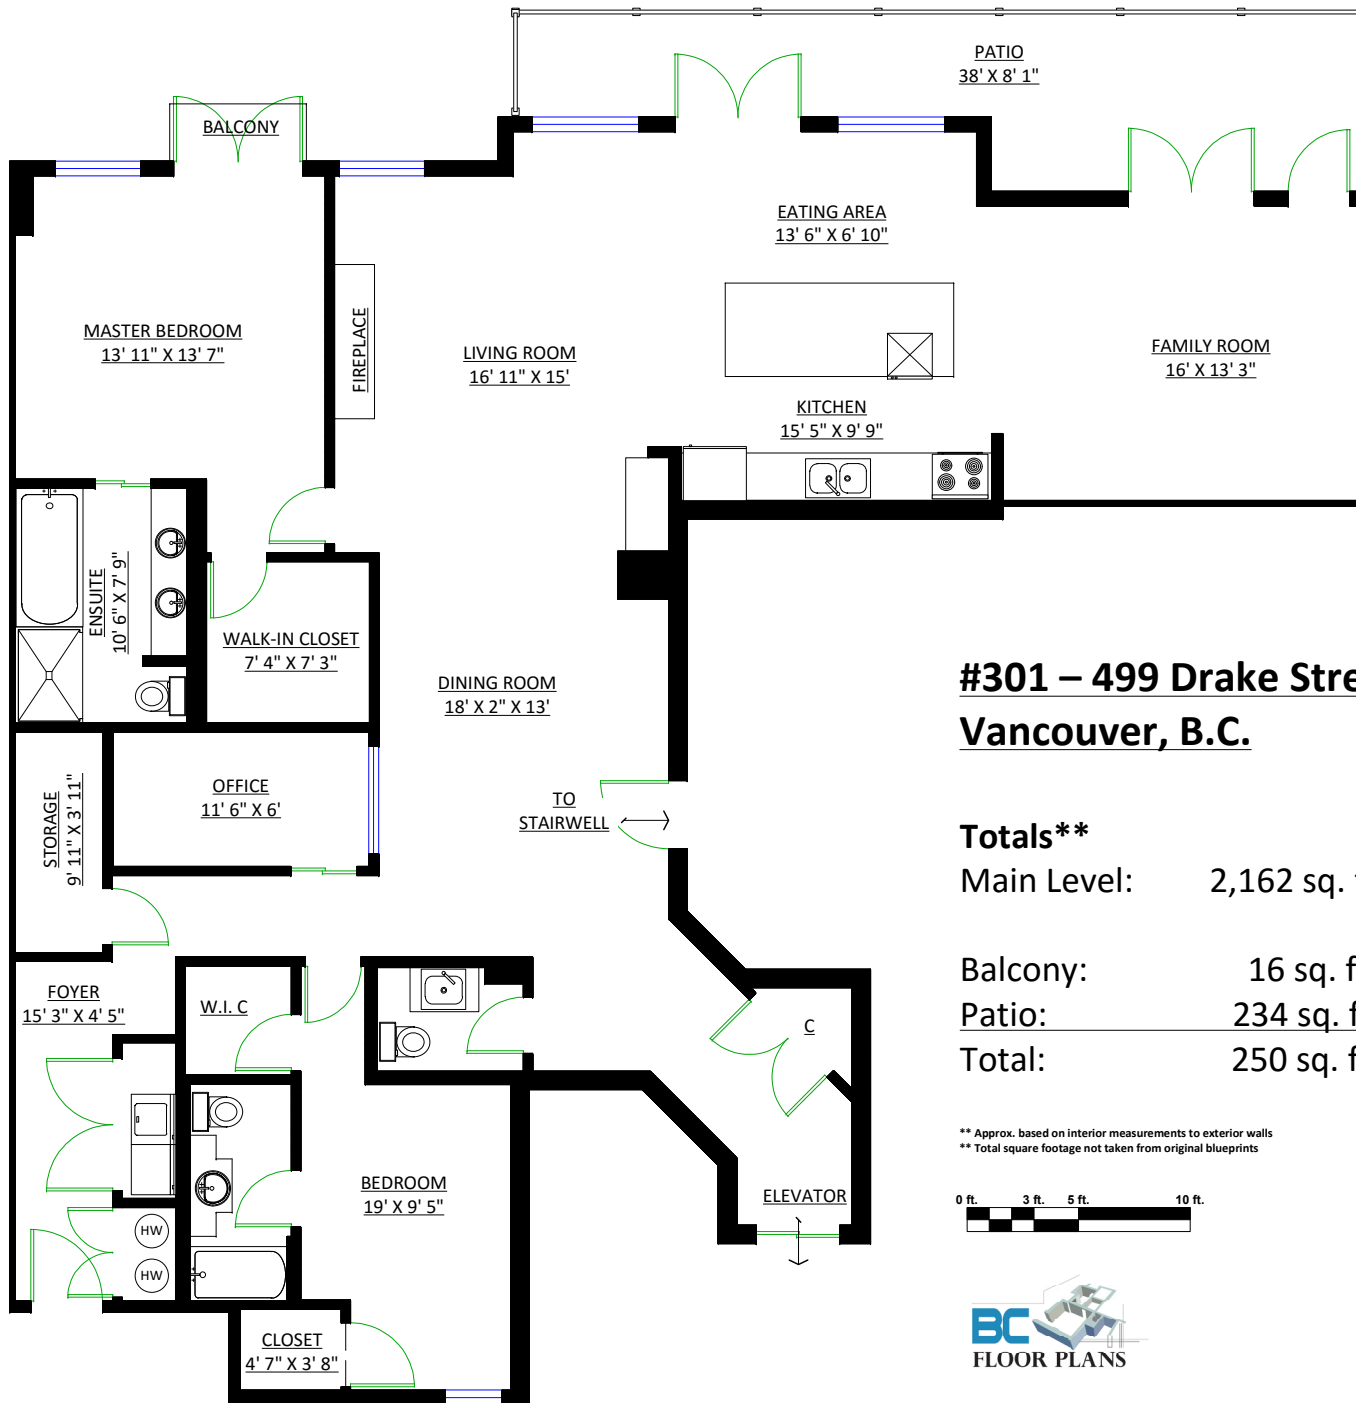 PATIO
38' X 8' 1"
BALCONY
EATING AREA
13' 6" X 6' 10"
MASTER BEDROOM
13' 11" X 13' 7"
FIREPLACE
LIVING ROOM
16' 11" X 15'
FAMILY ROOM
16' X 13' 3"
KITCHEN
15' 5" X 9' 9"
ENSUITE
10' 6" X 7' 9"
WALK-IN CLOSET
7' 4" X 7' 3"
DINING ROOM
18' X 2" X 13'
#301 – 499 Drake Stre
Vancouver, B.C.
OFFICE
11' 6" X 6'
STORAGE
9' 11" X 3' 11"
TO
STAIRWELL
Totals**
Main Level: 2,162 sq.
Balcony: 16 sq. f
Patio: 234 sq. f
Total: 250 sq. f
FOYER
15' 3" X 4' 5"
W.I. C
C
** Approx. based on interior measurements to exterior walls
** Total square footage not taken from original blueprints
BEDROOM
19' X 9' 5"
ELEVATOR
0 ft. 3 ft. 5 ft. 10 ft.
HW
HW
CLOSET
4' 7" X 3' 8"
BC
FLOOR PLANS